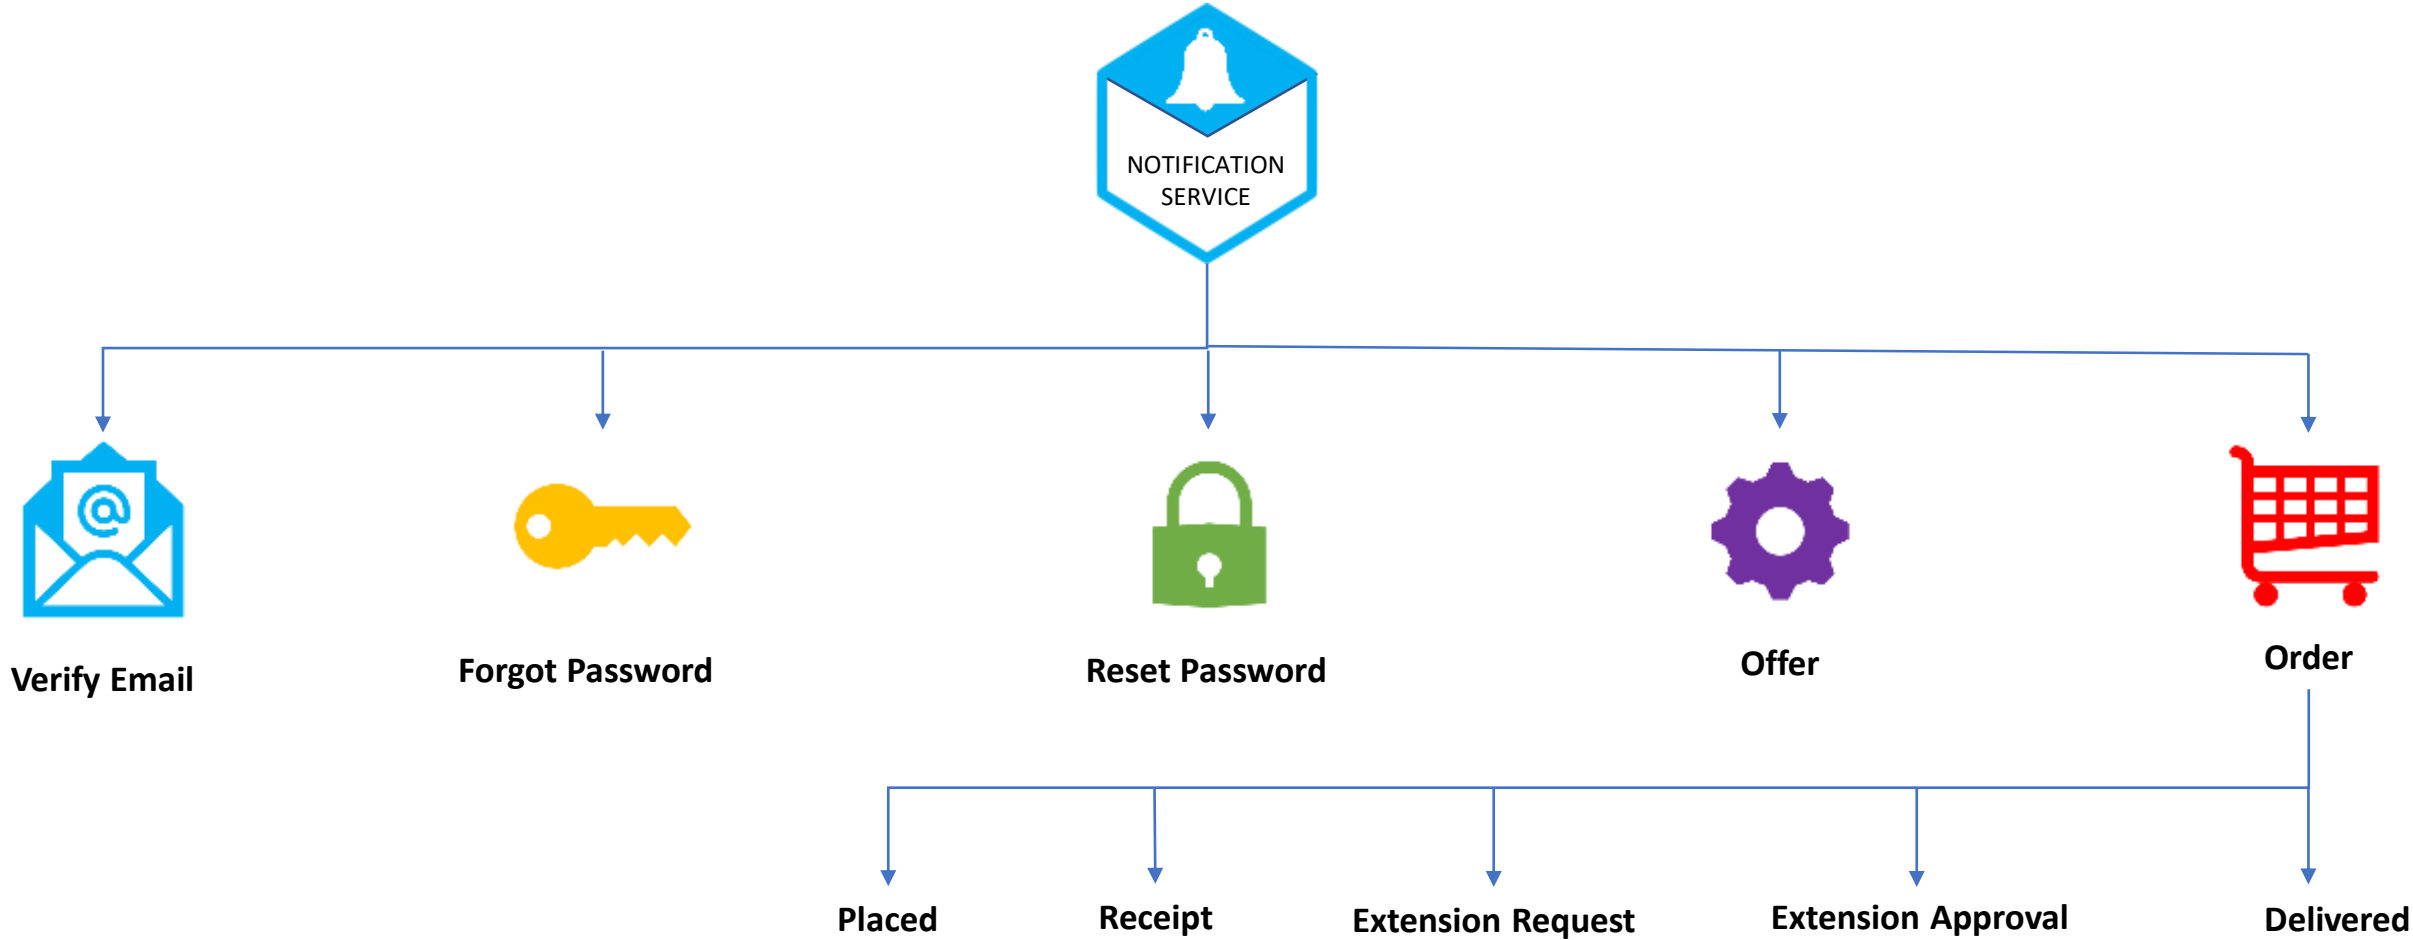 NOTIFICATION
SERVICE
@
Verify Email
Forgot Password
Reset Password
Offer
Order
Placed
Receipt
Extension Request
Extension Approval
Delivered